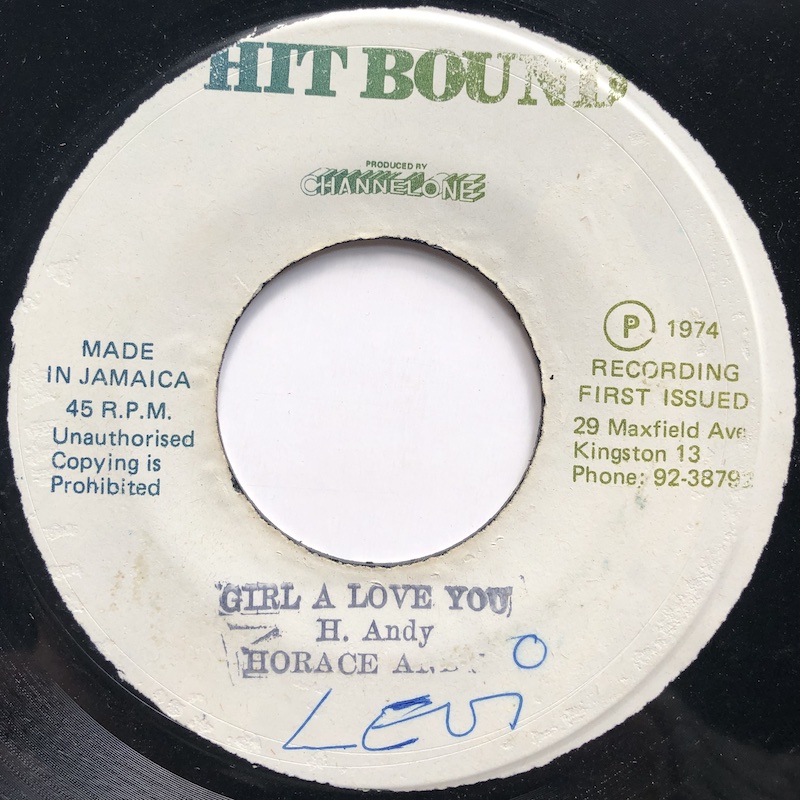 HIT BOUND
PRODUCED BY
CHANNEL ONE
MADE
IN JAMAICA
45 R.P.M.
Unauthorised
Copying is
Prohibited
P 1974
RECORDING
FIRST ISSUED
29 Maxfield Ave
Kingston 13
Phone:
GIRL A LOVE YOU
H. Andy
HORACE